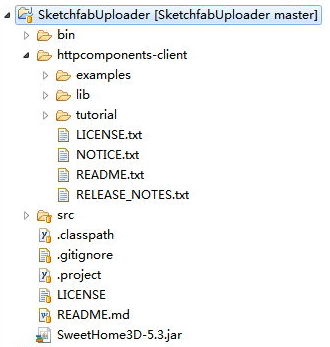 SketchfabUploader [SketchfabUploader master]
bin
httpcomponents-client
examples
lib
tutorial
LICENSE.txt
NOTICE.txt
README.txt
RELEASE_NOTES.txt
src
.classpath
.gitignore
.project
LICENSE
README.md
SweetHome3D-5.3.jar